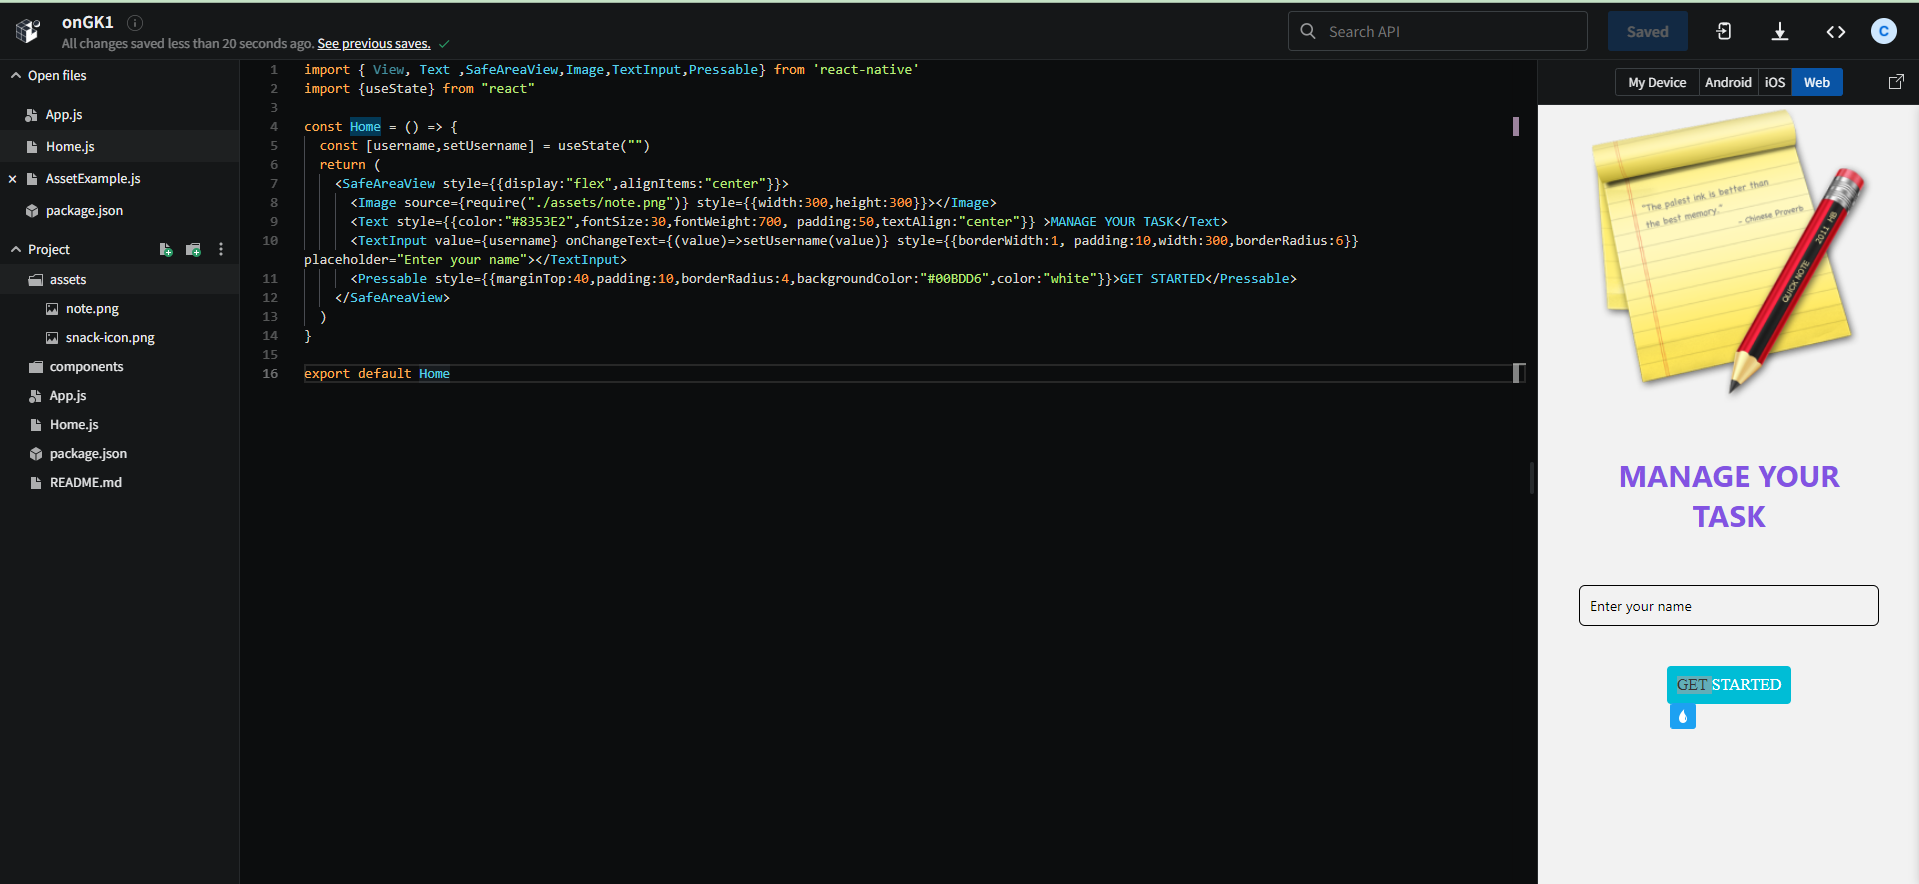 onGK1
All changes saved less than 20 seconds ago. See previous saves.
Search API
Saved
C
Open files
App.js
Home.js
AssetExample.js
package.json
Project
assets
note.png
snack-icon.png
components
App.js
Home.js
package.json
README.md
1 import { View, Text ,SafeAreaView,Image,TextInput,Pressable} from 'react-native'
2 import {useState} from "react"
3
4 const Home = () => {
5 const [username,setUsername] = useState("")
6 return (
7 <SafeAreaView style={{display:"flex",alignItems:"center"}}>
8 <Image source={require("./assets/note.png")} style={{width:300,height:300}}></Image>
9 <Text style={{color:"#8353E2",fontSize:30,fontWeight:700, padding:50,textAlign:"center"}} >MANAGE YOUR TASK</Text>
10 <TextInput value={username} onChangeText={(value)=>setUsername(value)} style={{borderWidth:1, padding:10,width:300,borderRadius:6}}
placeholder="Enter your name"></TextInput>
11 <Pressable style={{marginTop:40,padding:10,borderRadius:4,backgroundColor:"#00BDD6",color:"white"}}>GET STARTED</Pressable>
12 </SafeAreaView>
13 )
14 }
15
16 export default Home
My Device Android iOS Web
"The palest ink is better than
the best memory."
- Chinese Proverb
QUICK NOTE 2011 HB
MANAGE YOUR
TASK
Enter your name
GET STARTED